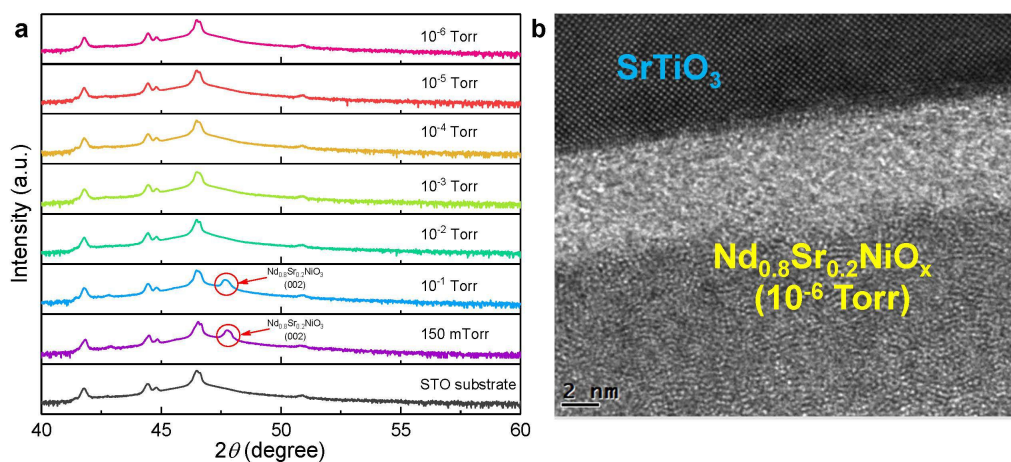 a
10⁻⁶ Torr
10⁻⁵ Torr
10⁻⁴ Torr
10⁻³ Torr
10⁻² Torr
Nd₀.₈Sr₀.₂NiO₃
(002)
10⁻¹ Torr
Nd₀.₈Sr₀.₂NiO₃
(002)
150 mTorr
STO substrate
Intensity (a.u.)
40 45 50 55 60
2θ (degree)
b
SrTiO₃
Nd₀.₈Sr₀.₂NiOₓ
(10⁻⁶ Torr)
2 nm